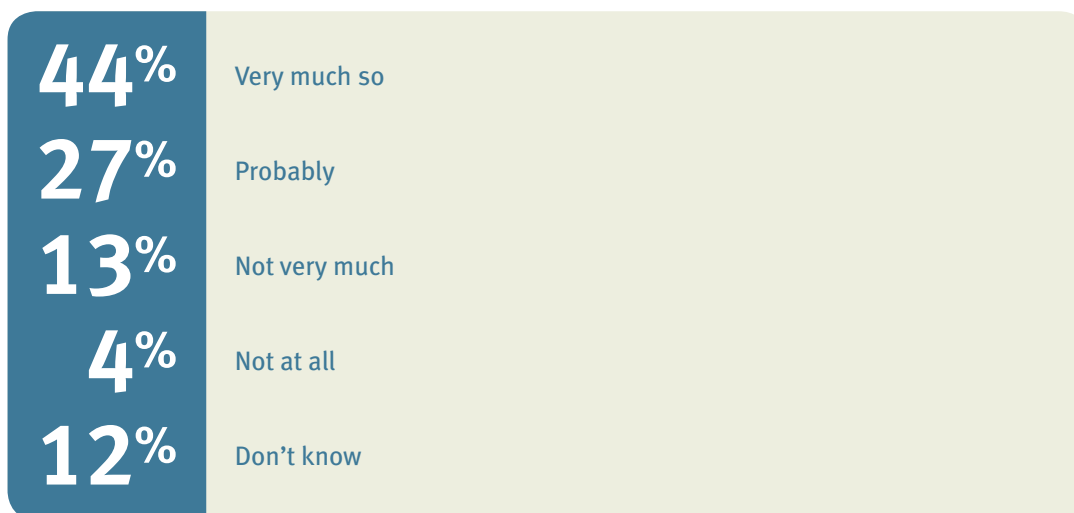 44% Very much so
27% Probably
13% Not very much
4% Not at all
12% Don’t know